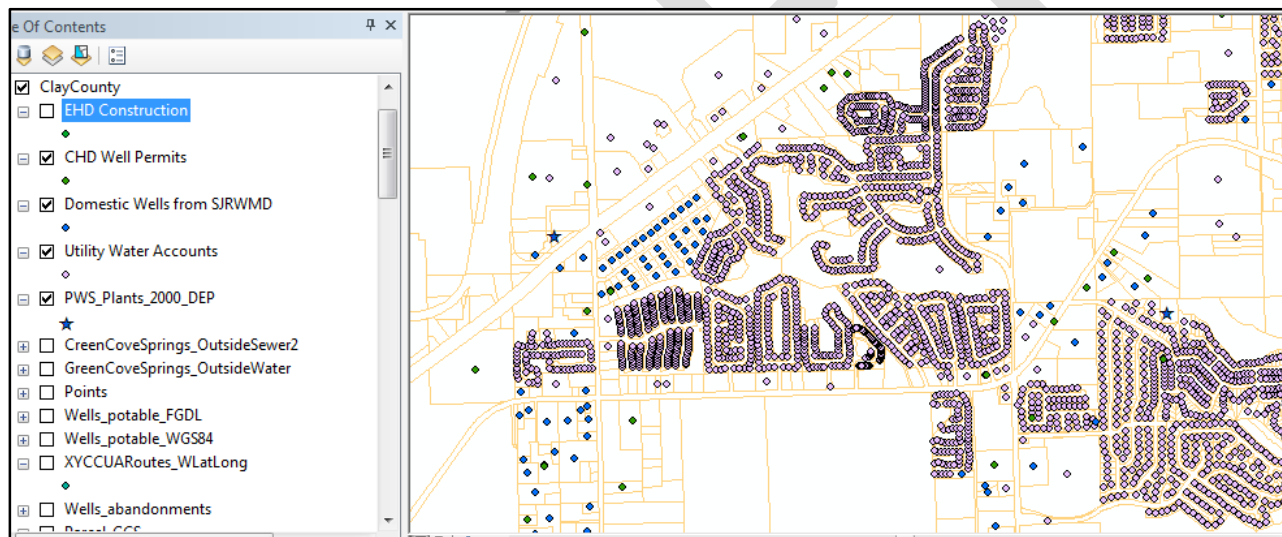 e Of Contents
ClayCounty
EHD Construction
CHD Well Permits
Domestic Wells from SJRWMD
Utility Water Accounts
PWS_Plants_2000_DEP
CreenCoveSprings_OutsideSewer2
GreenCoveSprings_OutsideWater
Points
Wells_potable_FGDL
Wells_potable_WGS84
XYCCUARoutes_WLatLong
Wells_abandonments